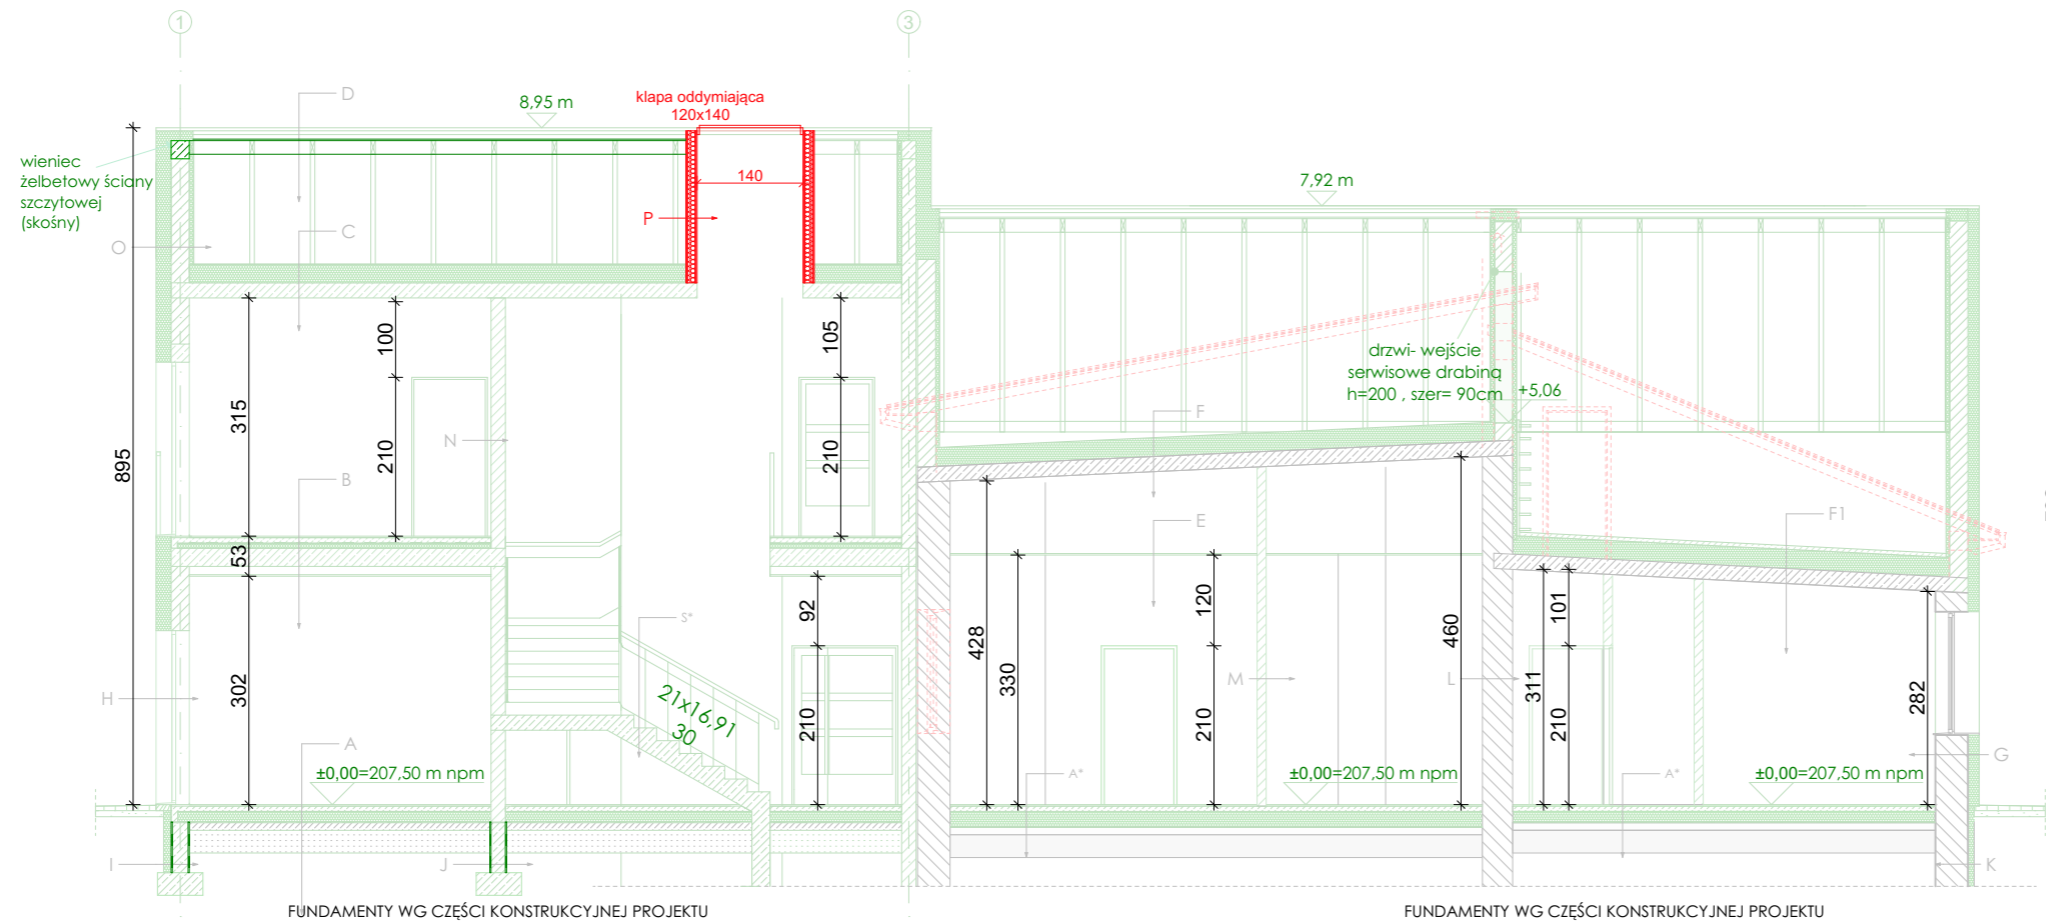 1
3
D
8,95 m
klapa oddymiająca
120x140
wieniec
żelbetowy ściany
szczytowej
(skośny)
140
7,92 m
P
C
O
100
105
drzwi- wejście
serwisowe drabiną
h=200 , szer= 90cm
+5,06
315
895
210
N
210
F
B
E
F1
53
92
120
101
S*
428
330
460
H
302
21x16,91
30
210
M
210
L
311
210
282
A
±0,00=207,50 m npm
A*
±0,00=207,50 m npm
A*
±0,00=207,50 m npm
G
I
J
K
FUNDAMENTY WG CZĘŚCI KONSTRUKCYJNEJ PROJEKTU
FUNDAMENTY WG CZĘŚCI KONSTRUKCYJNEJ PROJEKTU